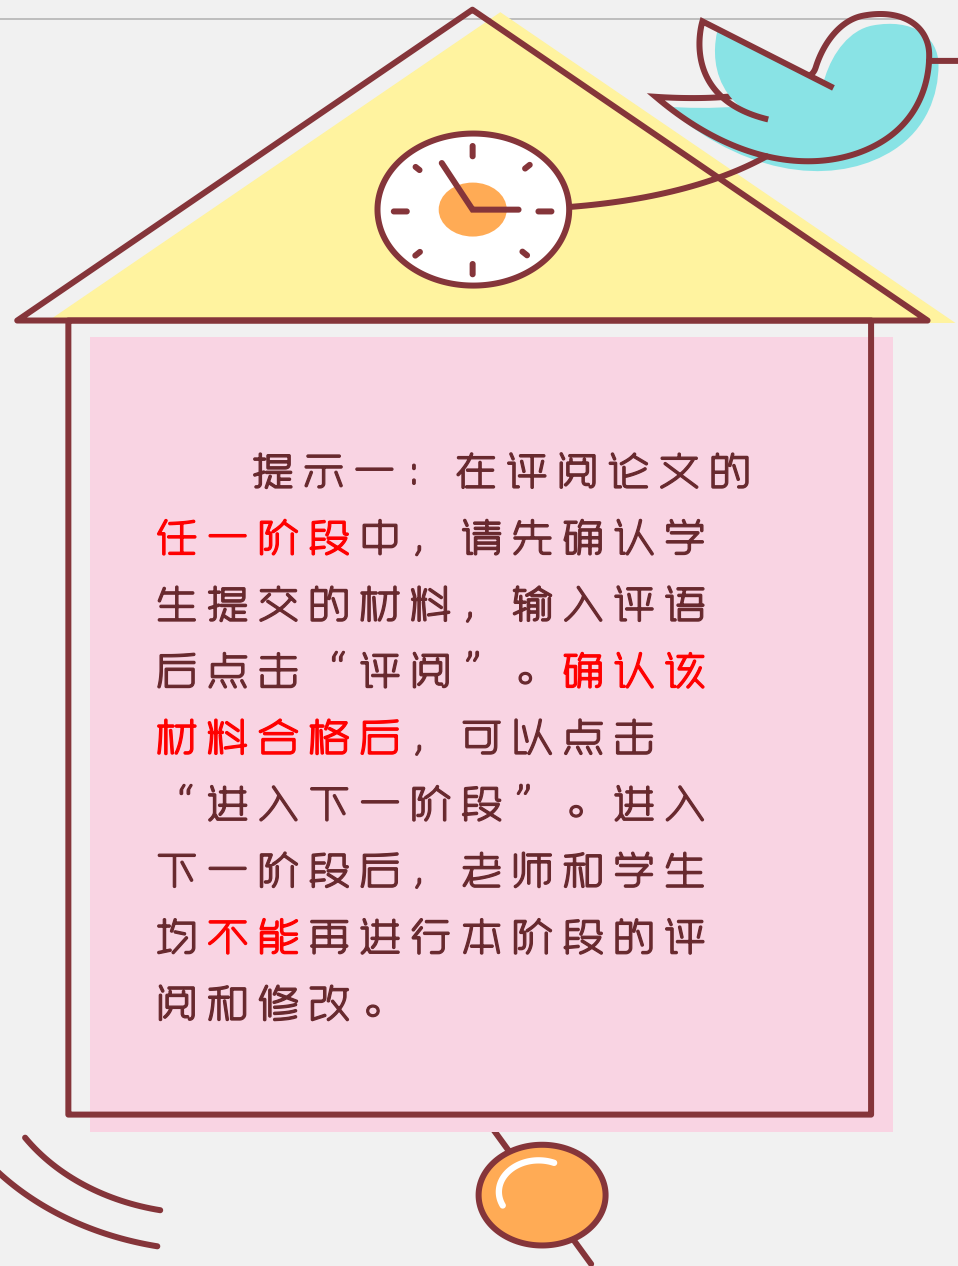 提示一：在评阅论文的
任一阶段中，请先确认学
生提交的材料，输入评语
后点击“评阅”。确认该
材料合格后，可以点击
“进入下一阶段”。进入
下一阶段后，老师和学生
均不能再进行本阶段的评
阅和修改。